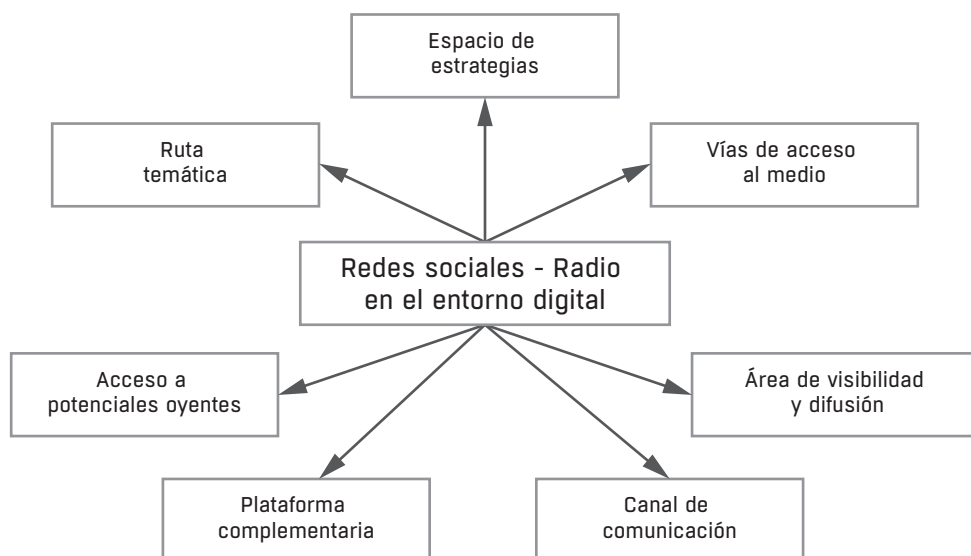 Espacio de
estrategias
Ruta
temática
Vías de acceso
al medio
Redes sociales - Radio
en el entorno digital
Acceso a
potenciales oyentes
Área de visibilidad
y difusión
Plataforma
complementaria
Canal de
comunicación